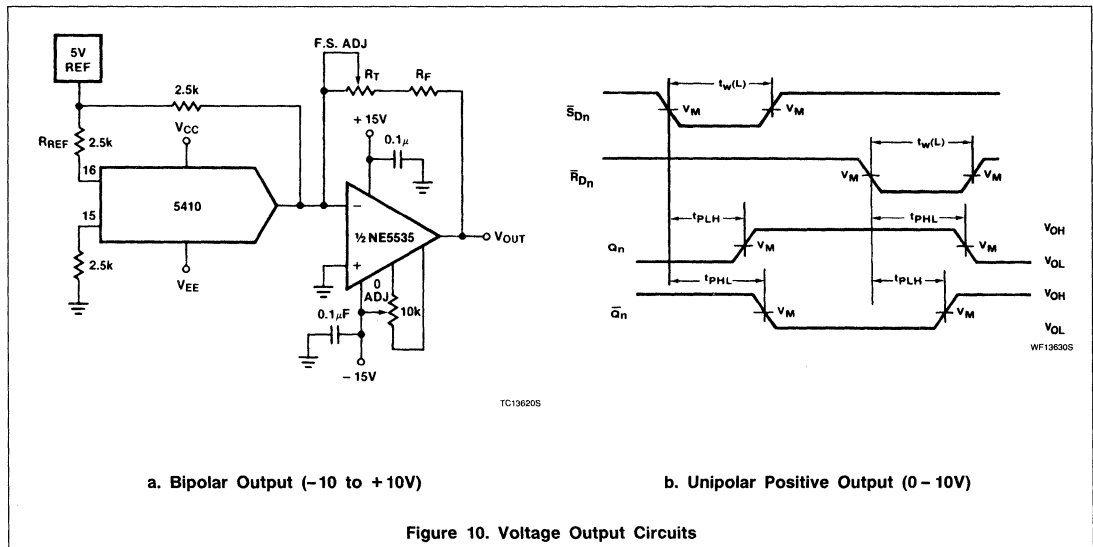 5V
REF
2.5k
RREF
2.5k
VCC
16
15
5410
2.5k
VEE
F.S. ADJ
RT
RF
+ 15V
0.1μ
−
½ NE5535
+
VOUT
0
ADJ
10k
0.1μF
− 15V
TC13620S
S̄Dn
tw(L)
VM
VM
R̄Dn
tw(L)
VM
VM
tPLH
tPHL
Qn
VM
VM
VOH
VOL
tPHL
tPLH
Q̄n
VM
VM
VOH
VOL
WF13630S
a. Bipolar Output (−10 to +10V)
b. Unipolar Positive Output (0 − 10V)
Figure 10. Voltage Output Circuits